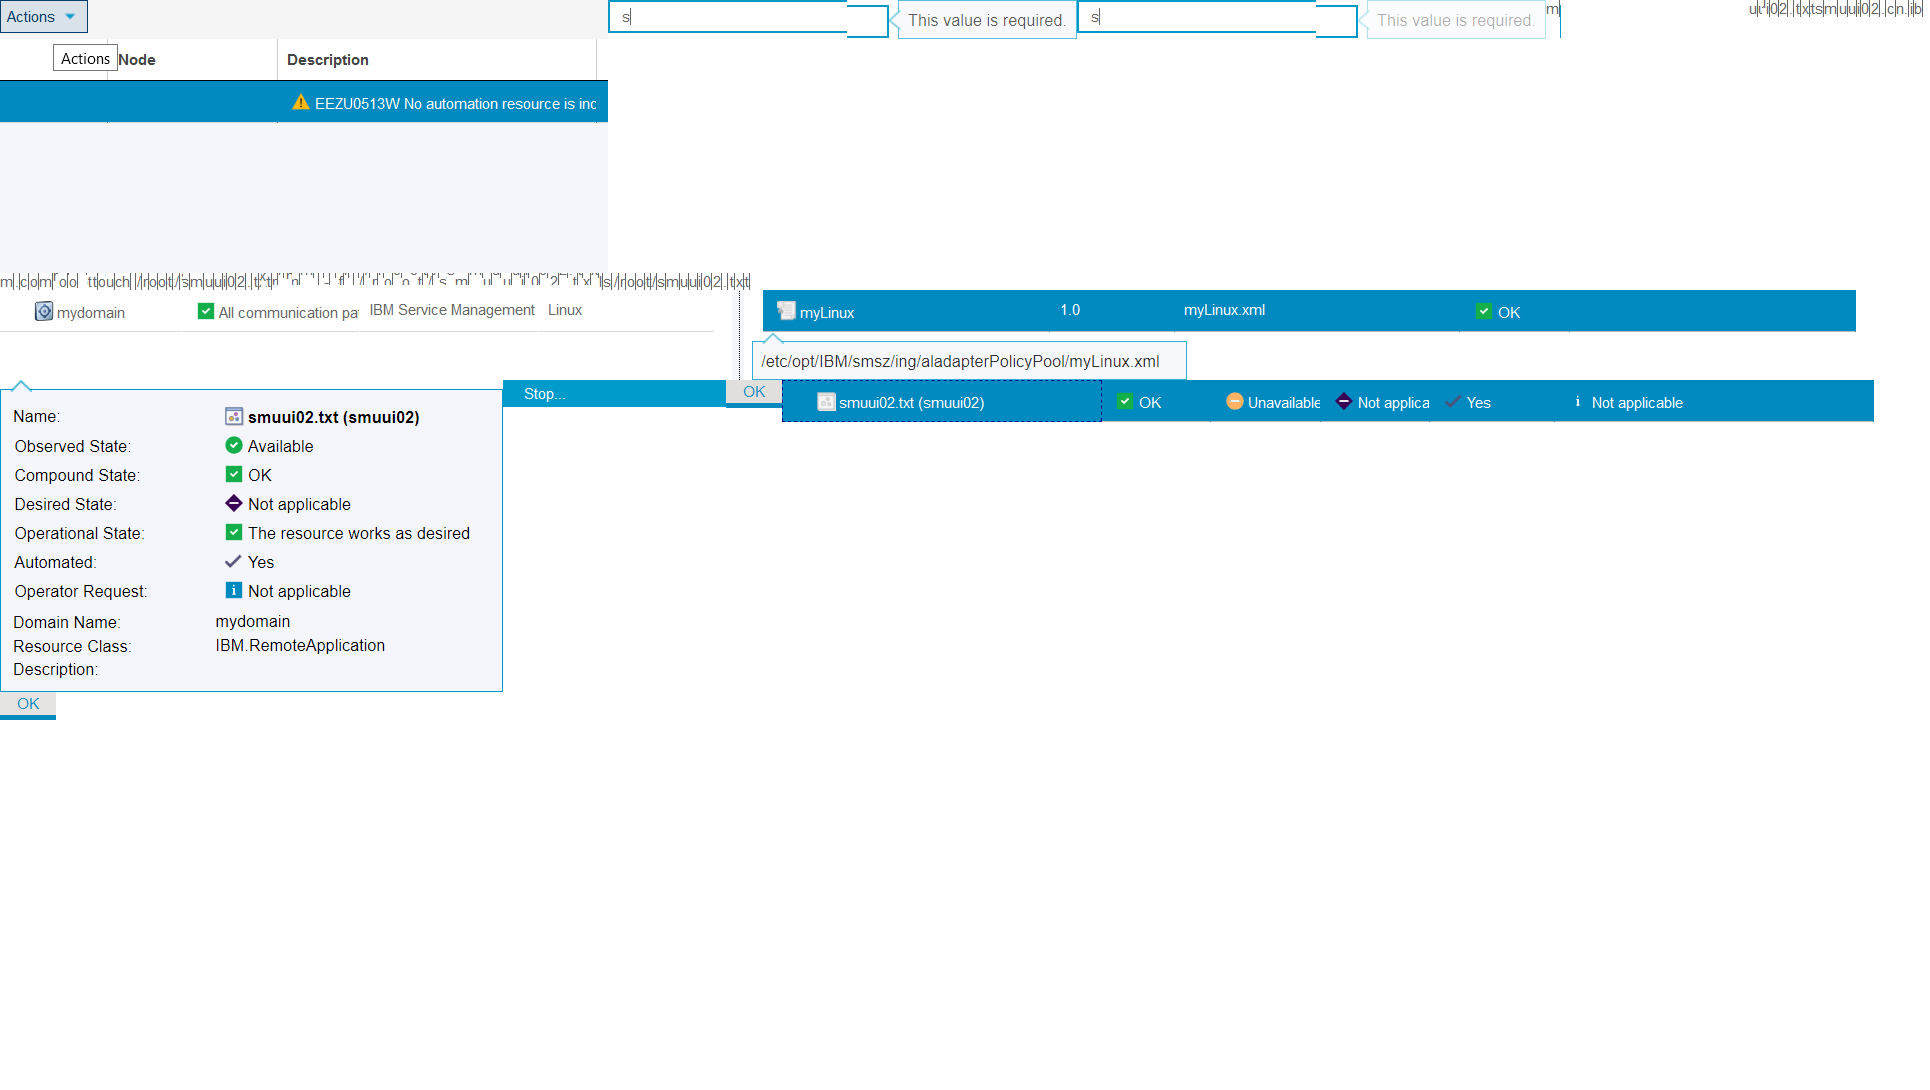 Actions
s
This value is required.
s
This value is required.
m
Actions
Node
Description
EEZU0513W No automation resource is inc
mydomain
All communication pa
IBM Service Management
Linux
myLinux
1.0
myLinux.xml
OK
/etc/opt/IBM/smsz/ing/aladapterPolicyPool/myLinux.xml
Stop...
OK
smuui02.txt (smuui02)
OK
Unavailable
Not applica
Yes
Not applicable
Name:
smuui02.txt (smuui02)
Observed State:
Available
Compound State:
OK
Desired State:
Not applicable
Operational State:
The resource works as desired
Automated:
Yes
Operator Request:
Not applicable
Domain Name:
mydomain
Resource Class:
IBM.RemoteApplication
Description:
OK